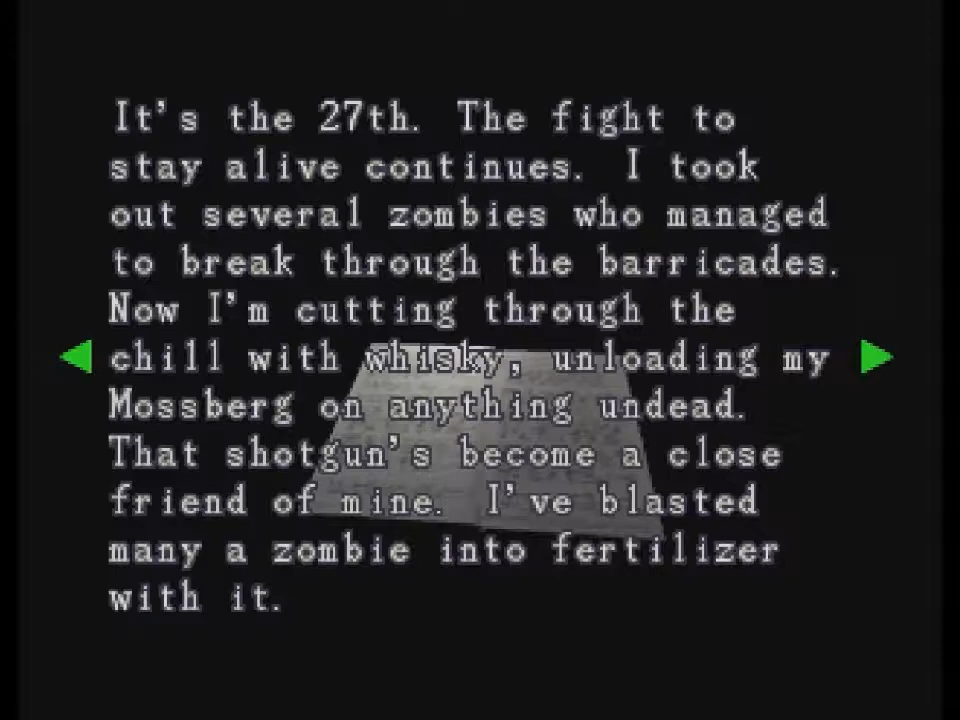 It's the 27th. The fight to
stay alive continues. I took
out several zombies who managed
to break through the barricades.
Now I'm cutting through the
chill with whisky, unloading my
Mossberg on anything undead.
That shotgun's become a close
friend of mine. I've blasted
many a zombie into fertilizer
with it.